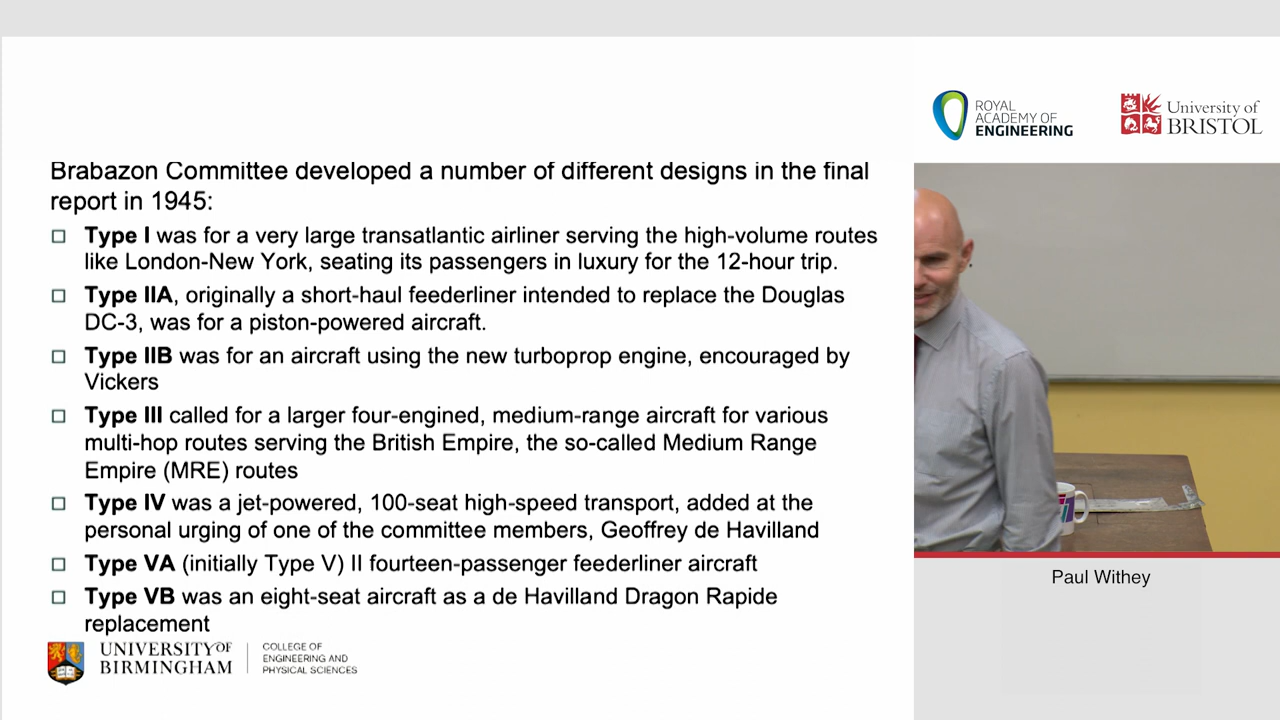 Brabazon Committee developed a number of different designs in the final
report in 1945:
Type I was for a very large transatlantic airliner serving the high-volume routes
like London-New York, seating its passengers in luxury for the 12-hour trip.
Type IIA, originally a short-haul feederliner intended to replace the Douglas
DC-3, was for a piston-powered aircraft.
Type IIB was for an aircraft using the new turboprop engine, encouraged by
Vickers
Type III called for a larger four-engined, medium-range aircraft for various
multi-hop routes serving the British Empire, the so-called Medium Range
Empire (MRE) routes
Type IV was a jet-powered, 100-seat high-speed transport, added at the
personal urging of one of the committee members, Geoffrey de Havilland
Type VA (initially Type V) II fourteen-passenger feederliner aircraft
Type VB was an eight-seat aircraft as a de Havilland Dragon Rapide
replacement
UNIVERSITY OF
BIRMINGHAM
COLLEGE OF
ENGINEERING AND
PHYSICAL SCIENCES
ROYAL
ACADEMY OF
ENGINEERING
University of
BRISTOL
Paul Withey